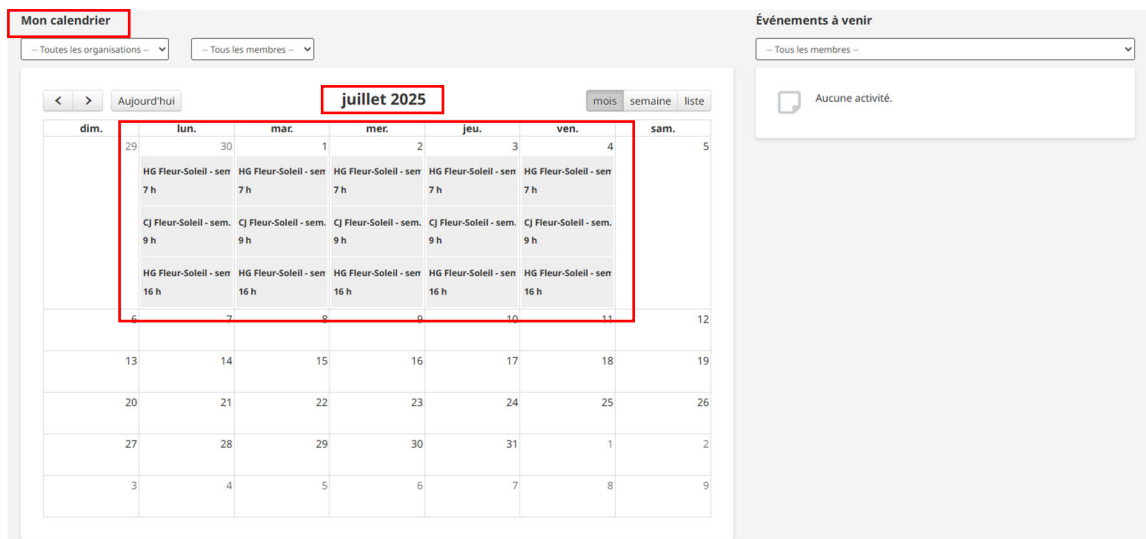 Mon calendrier
-- Toutes les organisations --
-- Tous les membres --
Aujourd'hui
juillet 2025
mois semaine liste
dim. lun. mar. mer. jeu. ven. sam.
29 30 1 2 3 4 5
HG Fleur-Soleil - sem HG Fleur-Soleil - sem HG Fleur-Soleil - sem HG Fleur-Soleil - sem HG Fleur-Soleil - sem
7 h 7 h 7 h 7 h 7 h
CJ Fleur-Soleil - sem. CJ Fleur-Soleil - sem. CJ Fleur-Soleil - sem. CJ Fleur-Soleil - sem. CJ Fleur-Soleil - sem.
9 h 9 h 9 h 9 h 9 h
HG Fleur-Soleil - sem HG Fleur-Soleil - sem HG Fleur-Soleil - sem HG Fleur-Soleil - sem HG Fleur-Soleil - sem
16 h 16 h 16 h 16 h 16 h
6 7 8 9 10 11 12
13 14 15 16 17 18 19
20 21 22 23 24 25 26
27 28 29 30 31 1 2
3 4 5 6 7 8 9
Événements à venir
-- Tous les membres --
Aucune activité.